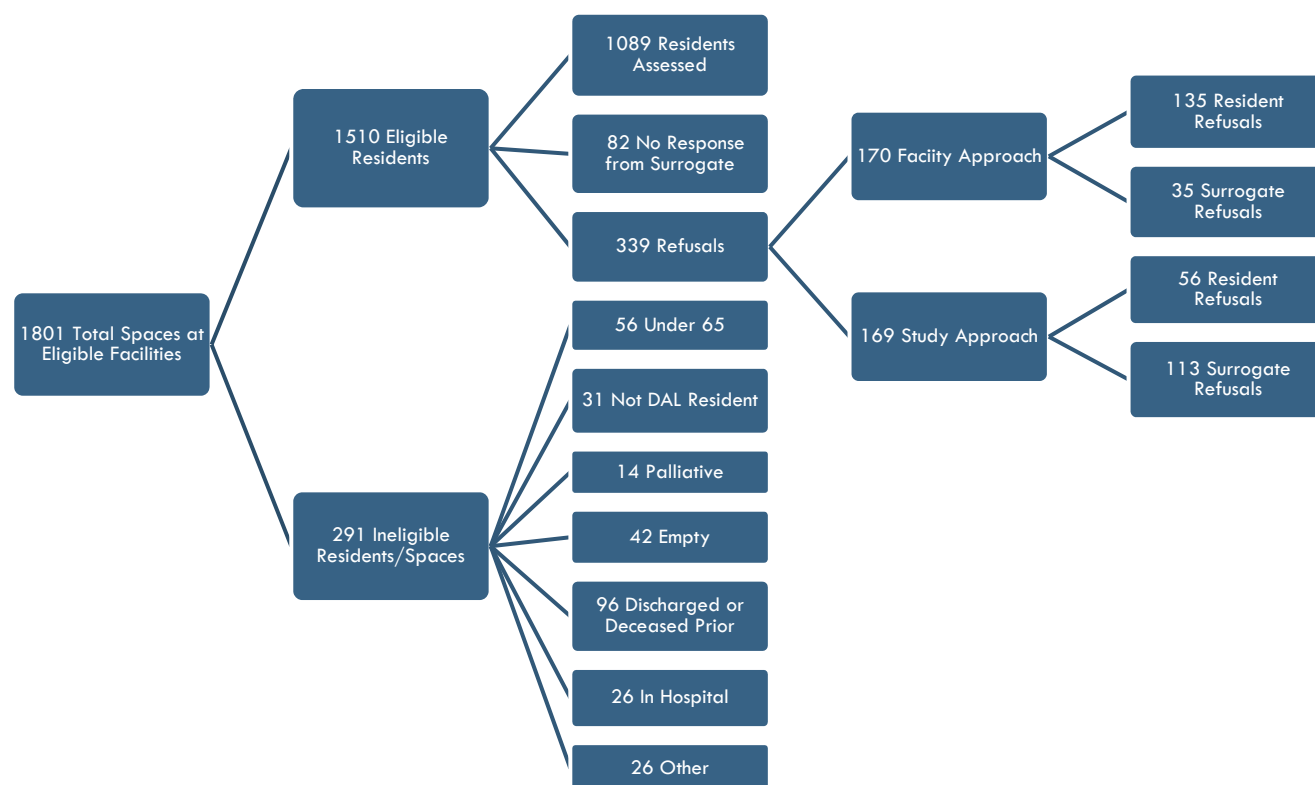 1801 Total Spaces at
Eligible Facilities
1510 Eligible
Residents
1089 Residents
Assessed
82 No Response
from Surrogate
339 Refusals
170 Faciity Approach
135 Resident
Refusals
35 Surrogate
Refusals
169 Study Approach
56 Resident
Refusals
113 Surrogate
Refusals
291 Ineligible
Residents/Spaces
56 Under 65
31 Not DAL Resident
14 Palliative
42 Empty
96 Discharged or
Deceased Prior
26 In Hospital
26 Other